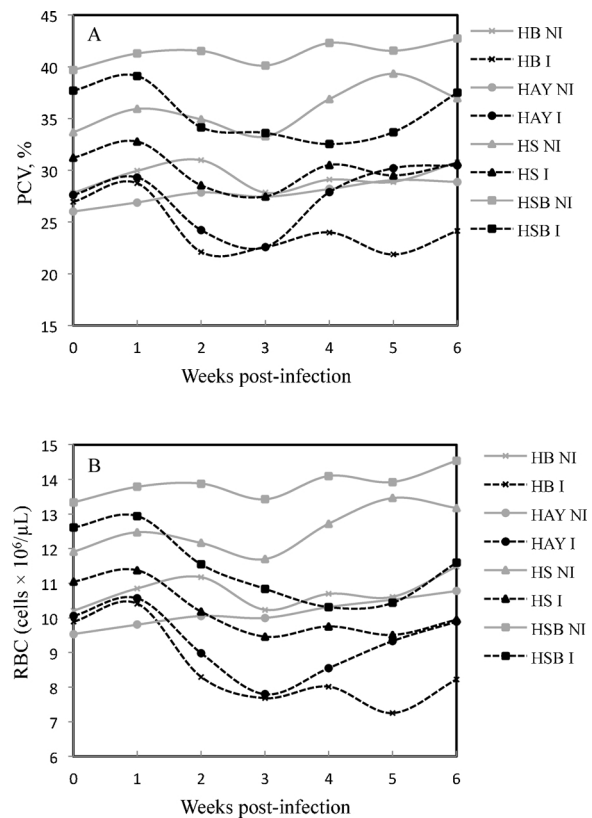 A
45
40
35
30
25
20
15
PCV, %
0 1 2 3 4 5 6
Weeks post-infection
HB NI
HB I
HAY NI
HAY I
HS NI
HS I
HSB NI
HSB I
B
15
14
13
12
11
10
9
8
7
6
RBC (cells × 10⁶/µL)
0 1 2 3 4 5 6
Weeks post-infection
HB NI
HB I
HAY NI
HAY I
HS NI
HS I
HSB NI
HSB I